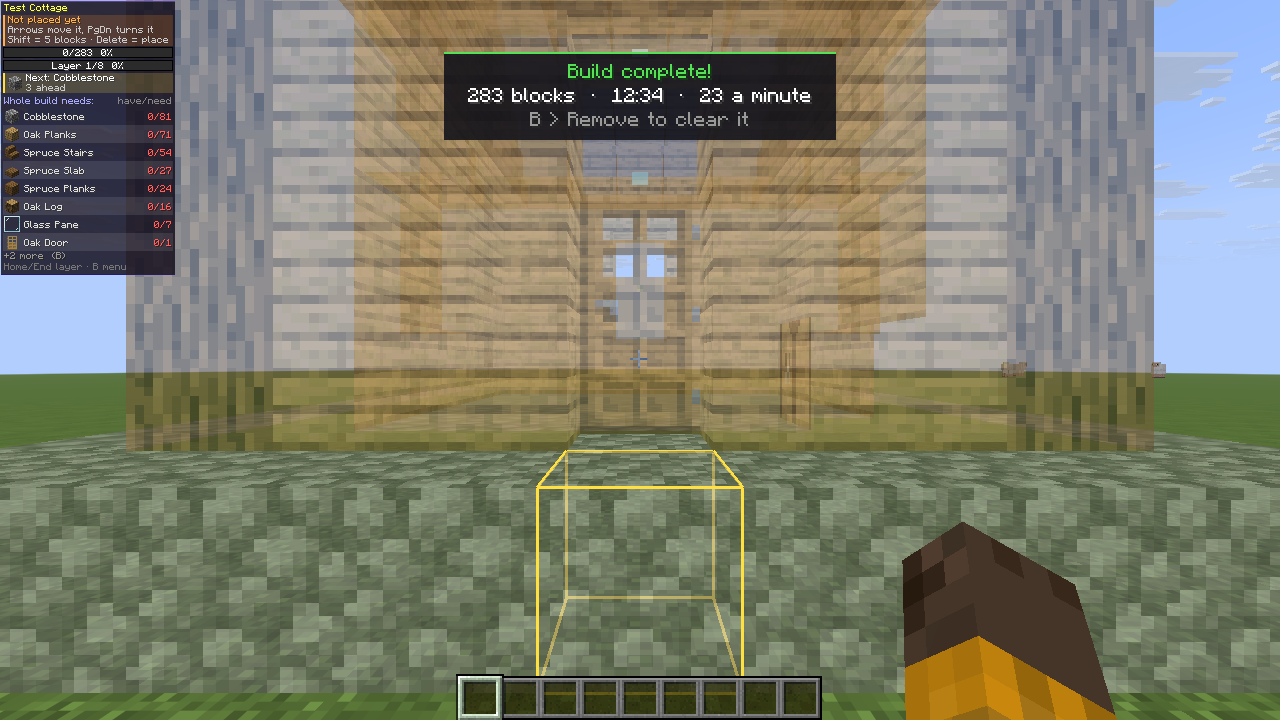 Test Cottage
Not placed yet
Arrows move it, PgDn turns it
Shift = 5 blocks · Delete = place
0/283 0%
Layer 1/8 0%
Next: Cobblestone
3 ahead
Whole build needs: have/need
Cobblestone 0/81
Oak Planks 0/71
Spruce Stairs 0/54
Spruce Slab 0/27
Spruce Planks 0/24
Oak Log 0/16
Glass Pane 0/7
Oak Door 0/1
+2 more (B)
Home/End layer · B menu
Build complete!
283 blocks · 12:34 · 23 a minute
B > Remove to clear it